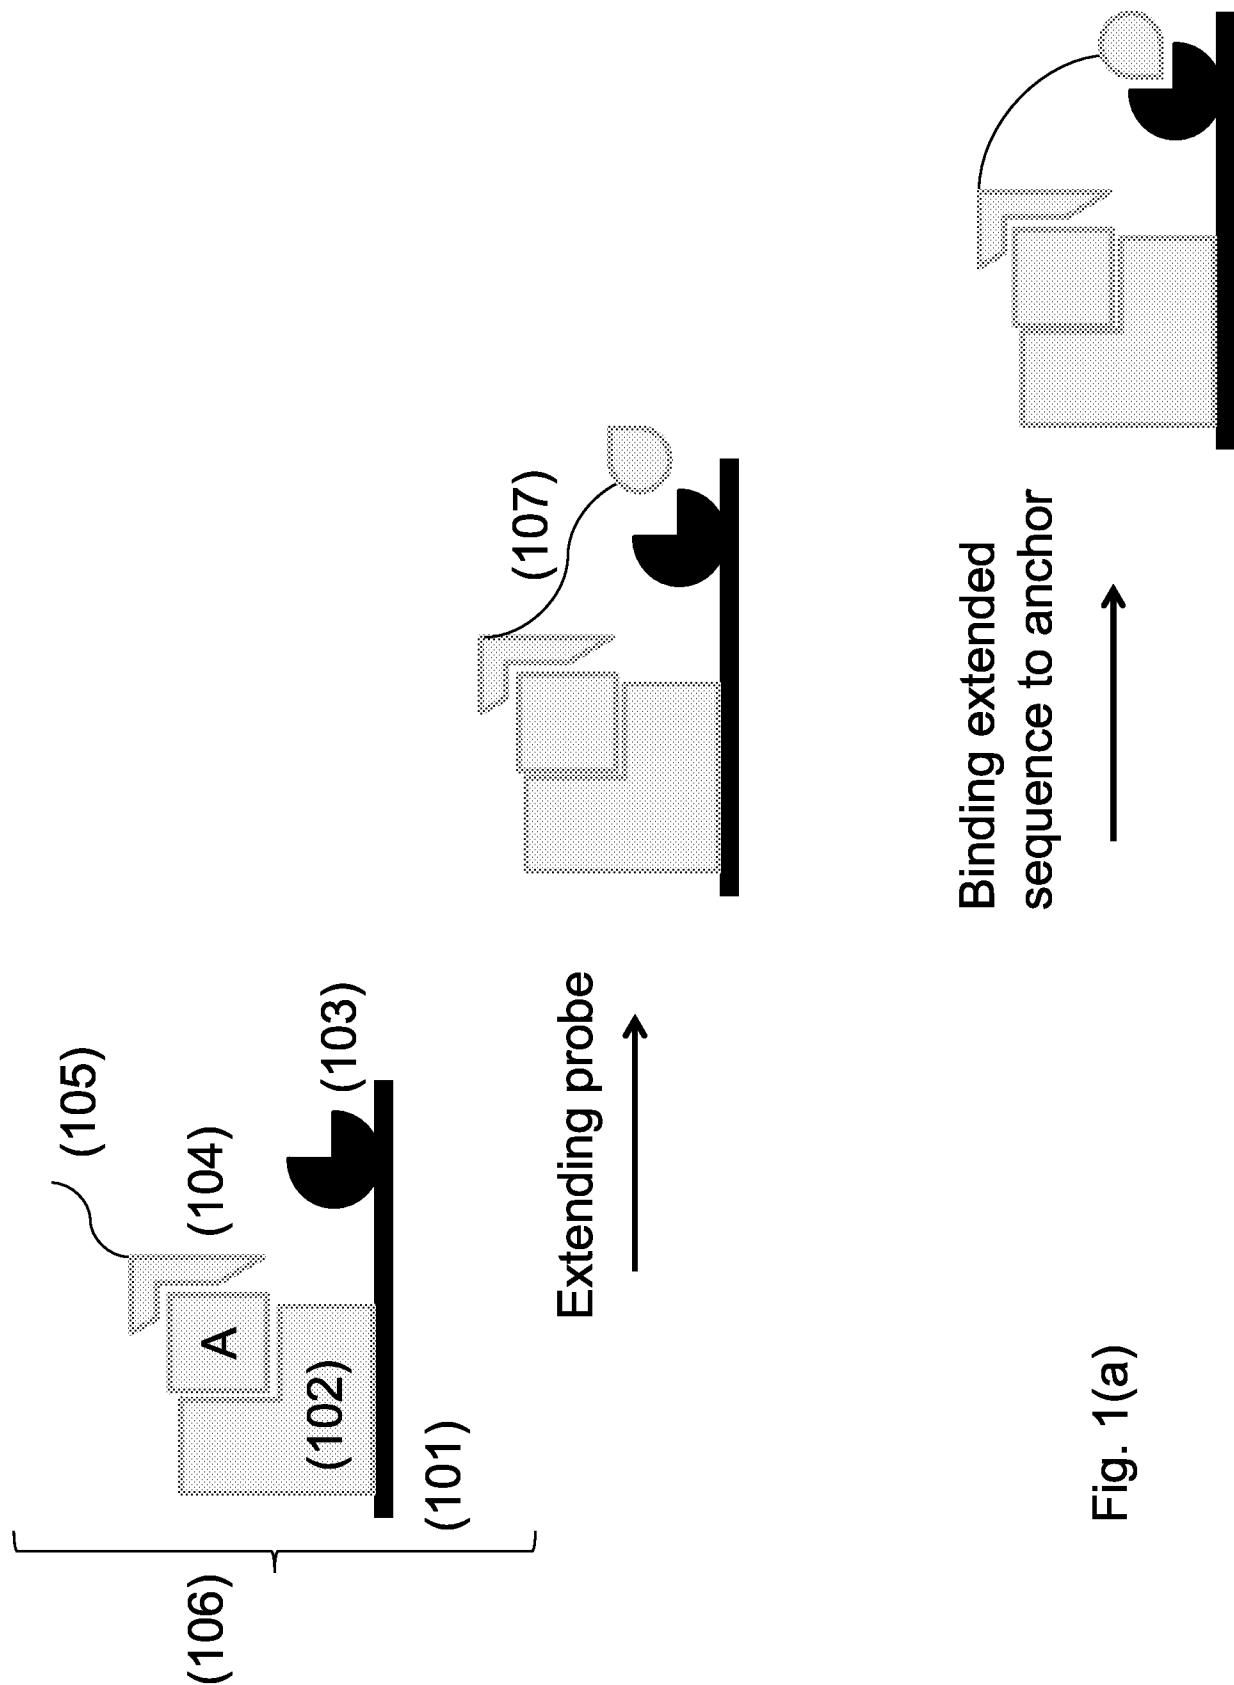 (106)
(105)
(104)
A
(102)
(103)
(101)
Extending probe
(107)
Binding extended
sequence to anchor
Fig. 1(a)